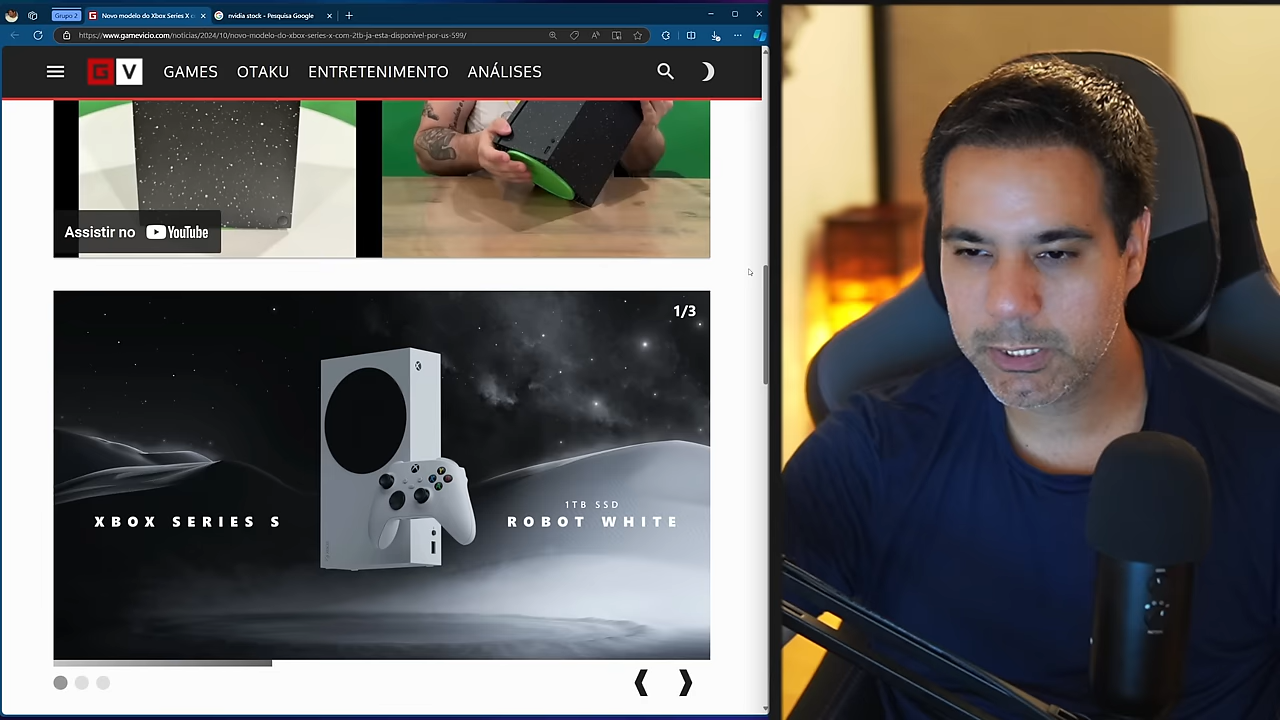 Grupo 2
Novo modelo do Xbox Series X c
nvidia stock - Pesquisa Google
https://www.gamevicio.com/noticias/2024/10/novo-modelo-do-xbox-series-x-com-2tb-ja-esta-disponivel-por-us-599/
G V GAMES OTAKU ENTRETENIMENTO ANÁLISES
Assistir no YouTube
1/3
1TB SSD
XBOX SERIES S
ROBOT WHITE